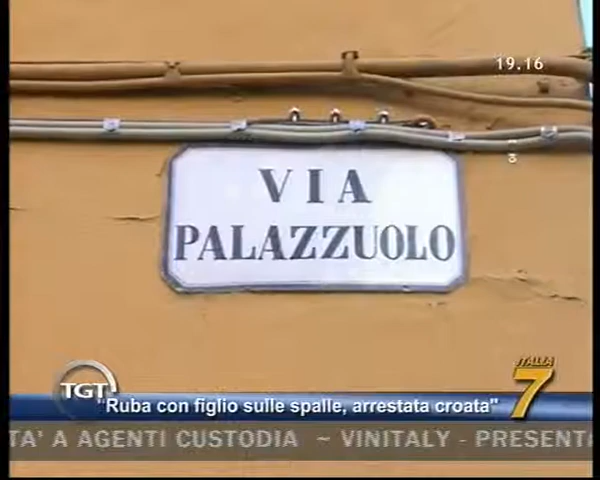 19.16
VIA
PALAZZUOLO
ITALIA
7
TGT
"Ruba con figlio sulle spalle, arrestata croata"
TA' A AGENTI CUSTODIA ~ VINITALY - PRESENTA